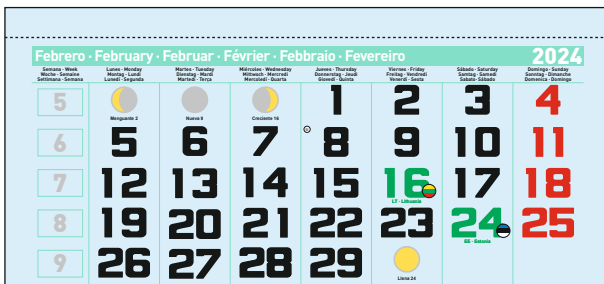 Febrero · February · Februar · Février · Febbraio · Fevereiro 2024
Semana · Week Lunes · Monday Martes · Tuesday Miércoles · Wednesday Jueves · Thursday Viernes · Friday Sábado · Saturday Domingo · Sunday
Woche · Semaine Montag · Lundi Dienstag · Mardi Mittwoch · Mercredi Donnerstag · Jeudi Freitag · Vendredi Samstag · Samedi Sonntag · Dimanche
Settimana · Semana Lunedì · Segunda Martedì · Terça Mercoledì · Quarta Giovedì · Quinta Venerdì · Sexta Sabato · Sábado Domenica · Domingo
5 1 2 3 4
Menguante 2 Nueva 9 Creciente 16
6 5 6 7 8 9 10 11
7 12 13 14 15 16 17 18
LT · Lithuania
8 19 20 21 22 23 24 25
EE · Estonia
9 26 27 28 29
Llena 24